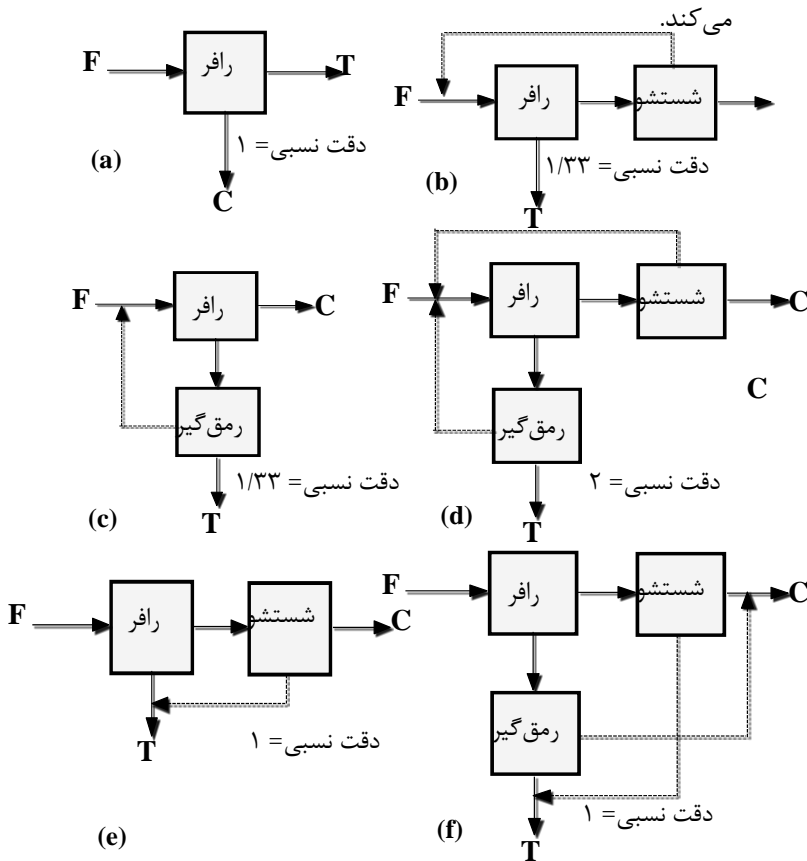 می‌کند.
رافر
F
T
دقت نسبی= ۱
(a)
C
شستشو
رافر
F
دقت نسبی= ۱/۳۳
(b)
T
F
رافر
C
رمق‌گیر
دقت نسبی= ۱/۳۳
(c)
T
F
رافر
شستشو
C
C
رمق‌گیر
دقت نسبی= ۲
(d)
T
F
رافر
شستشو
C
T
دقت نسبی= ۱
(e)
F
رافر
شستشو
C
رمق‌گیر
دقت نسبی= ۱
(f)
T